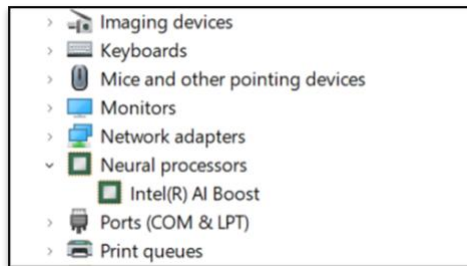 Imaging devices
Keyboards
Mice and other pointing devices
Monitors
Network adapters
Neural processors
Intel(R) AI Boost
Ports (COM & LPT)
Print queues